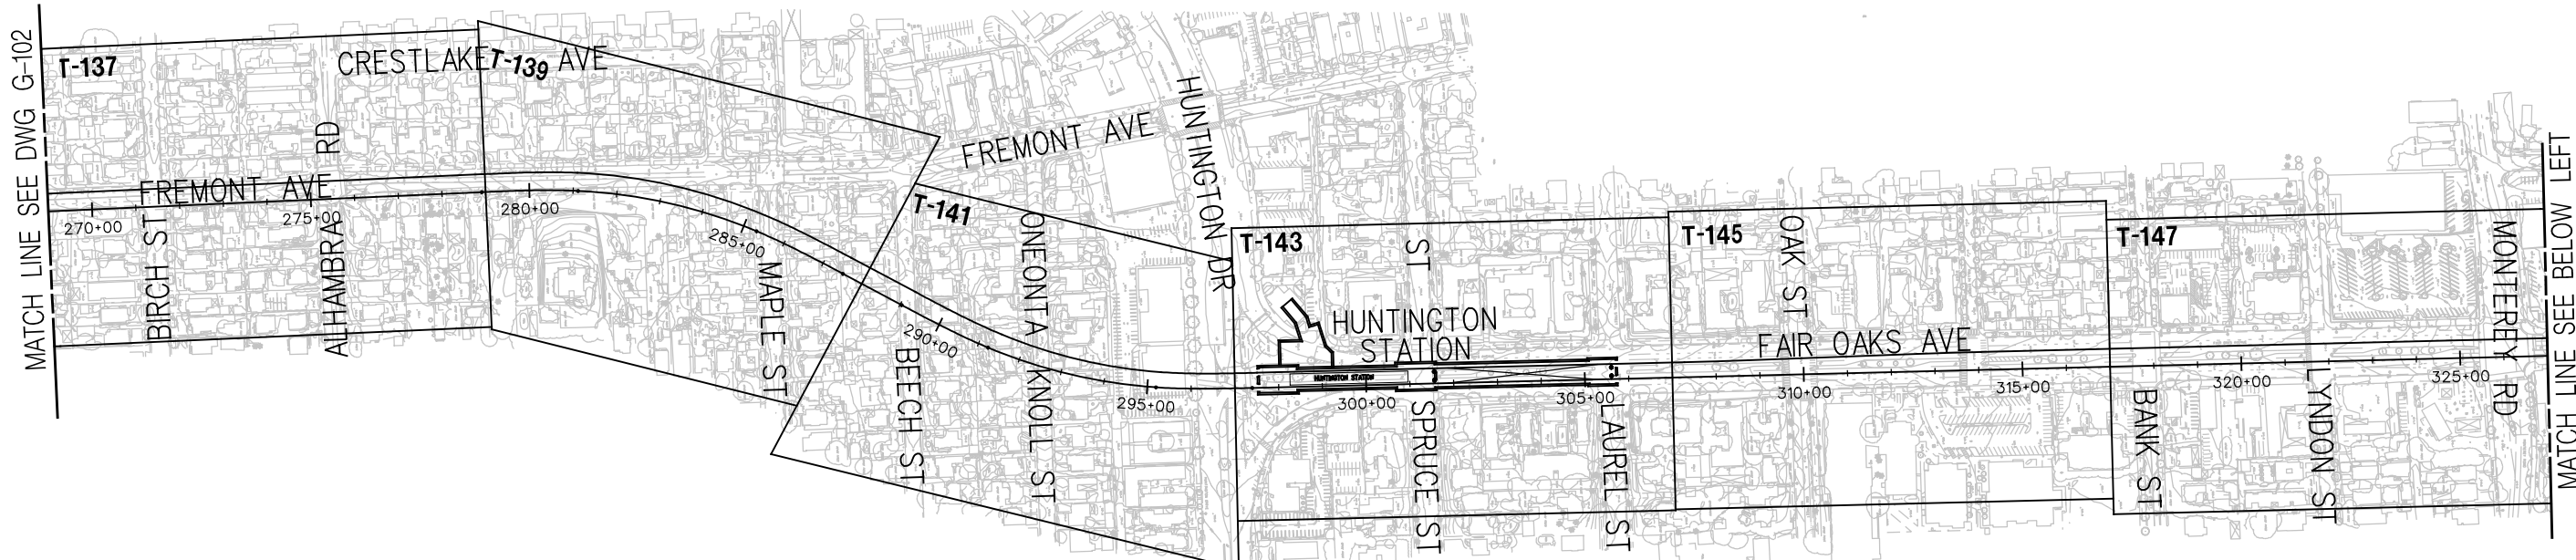 MATCH LINE SEE DWG G-102
T-137
CRESTLAKE AVE
T-139
FREMONT AVE
270+00
BIRCH ST
275+00
ALHAMBRA RD
280+00
285+00
MAPLE ST
FREMONT AVE
HUNTINGTON DR
T-141
290+00
BEECH ST
ONEONTA KNOLL ST
295+00
T-143
HUNTINGTON
STATION
HUNTINGTON STATION
300+00
SPRUCE ST
ST
305+00
LAUREL ST
T-145
OAK ST
FAIR OAKS AVE
310+00
315+00
T-147
BANK ST
320+00
LYNDON ST
325+00
MONTEREY RD
MATCH LINE SEE BELOW LEFT